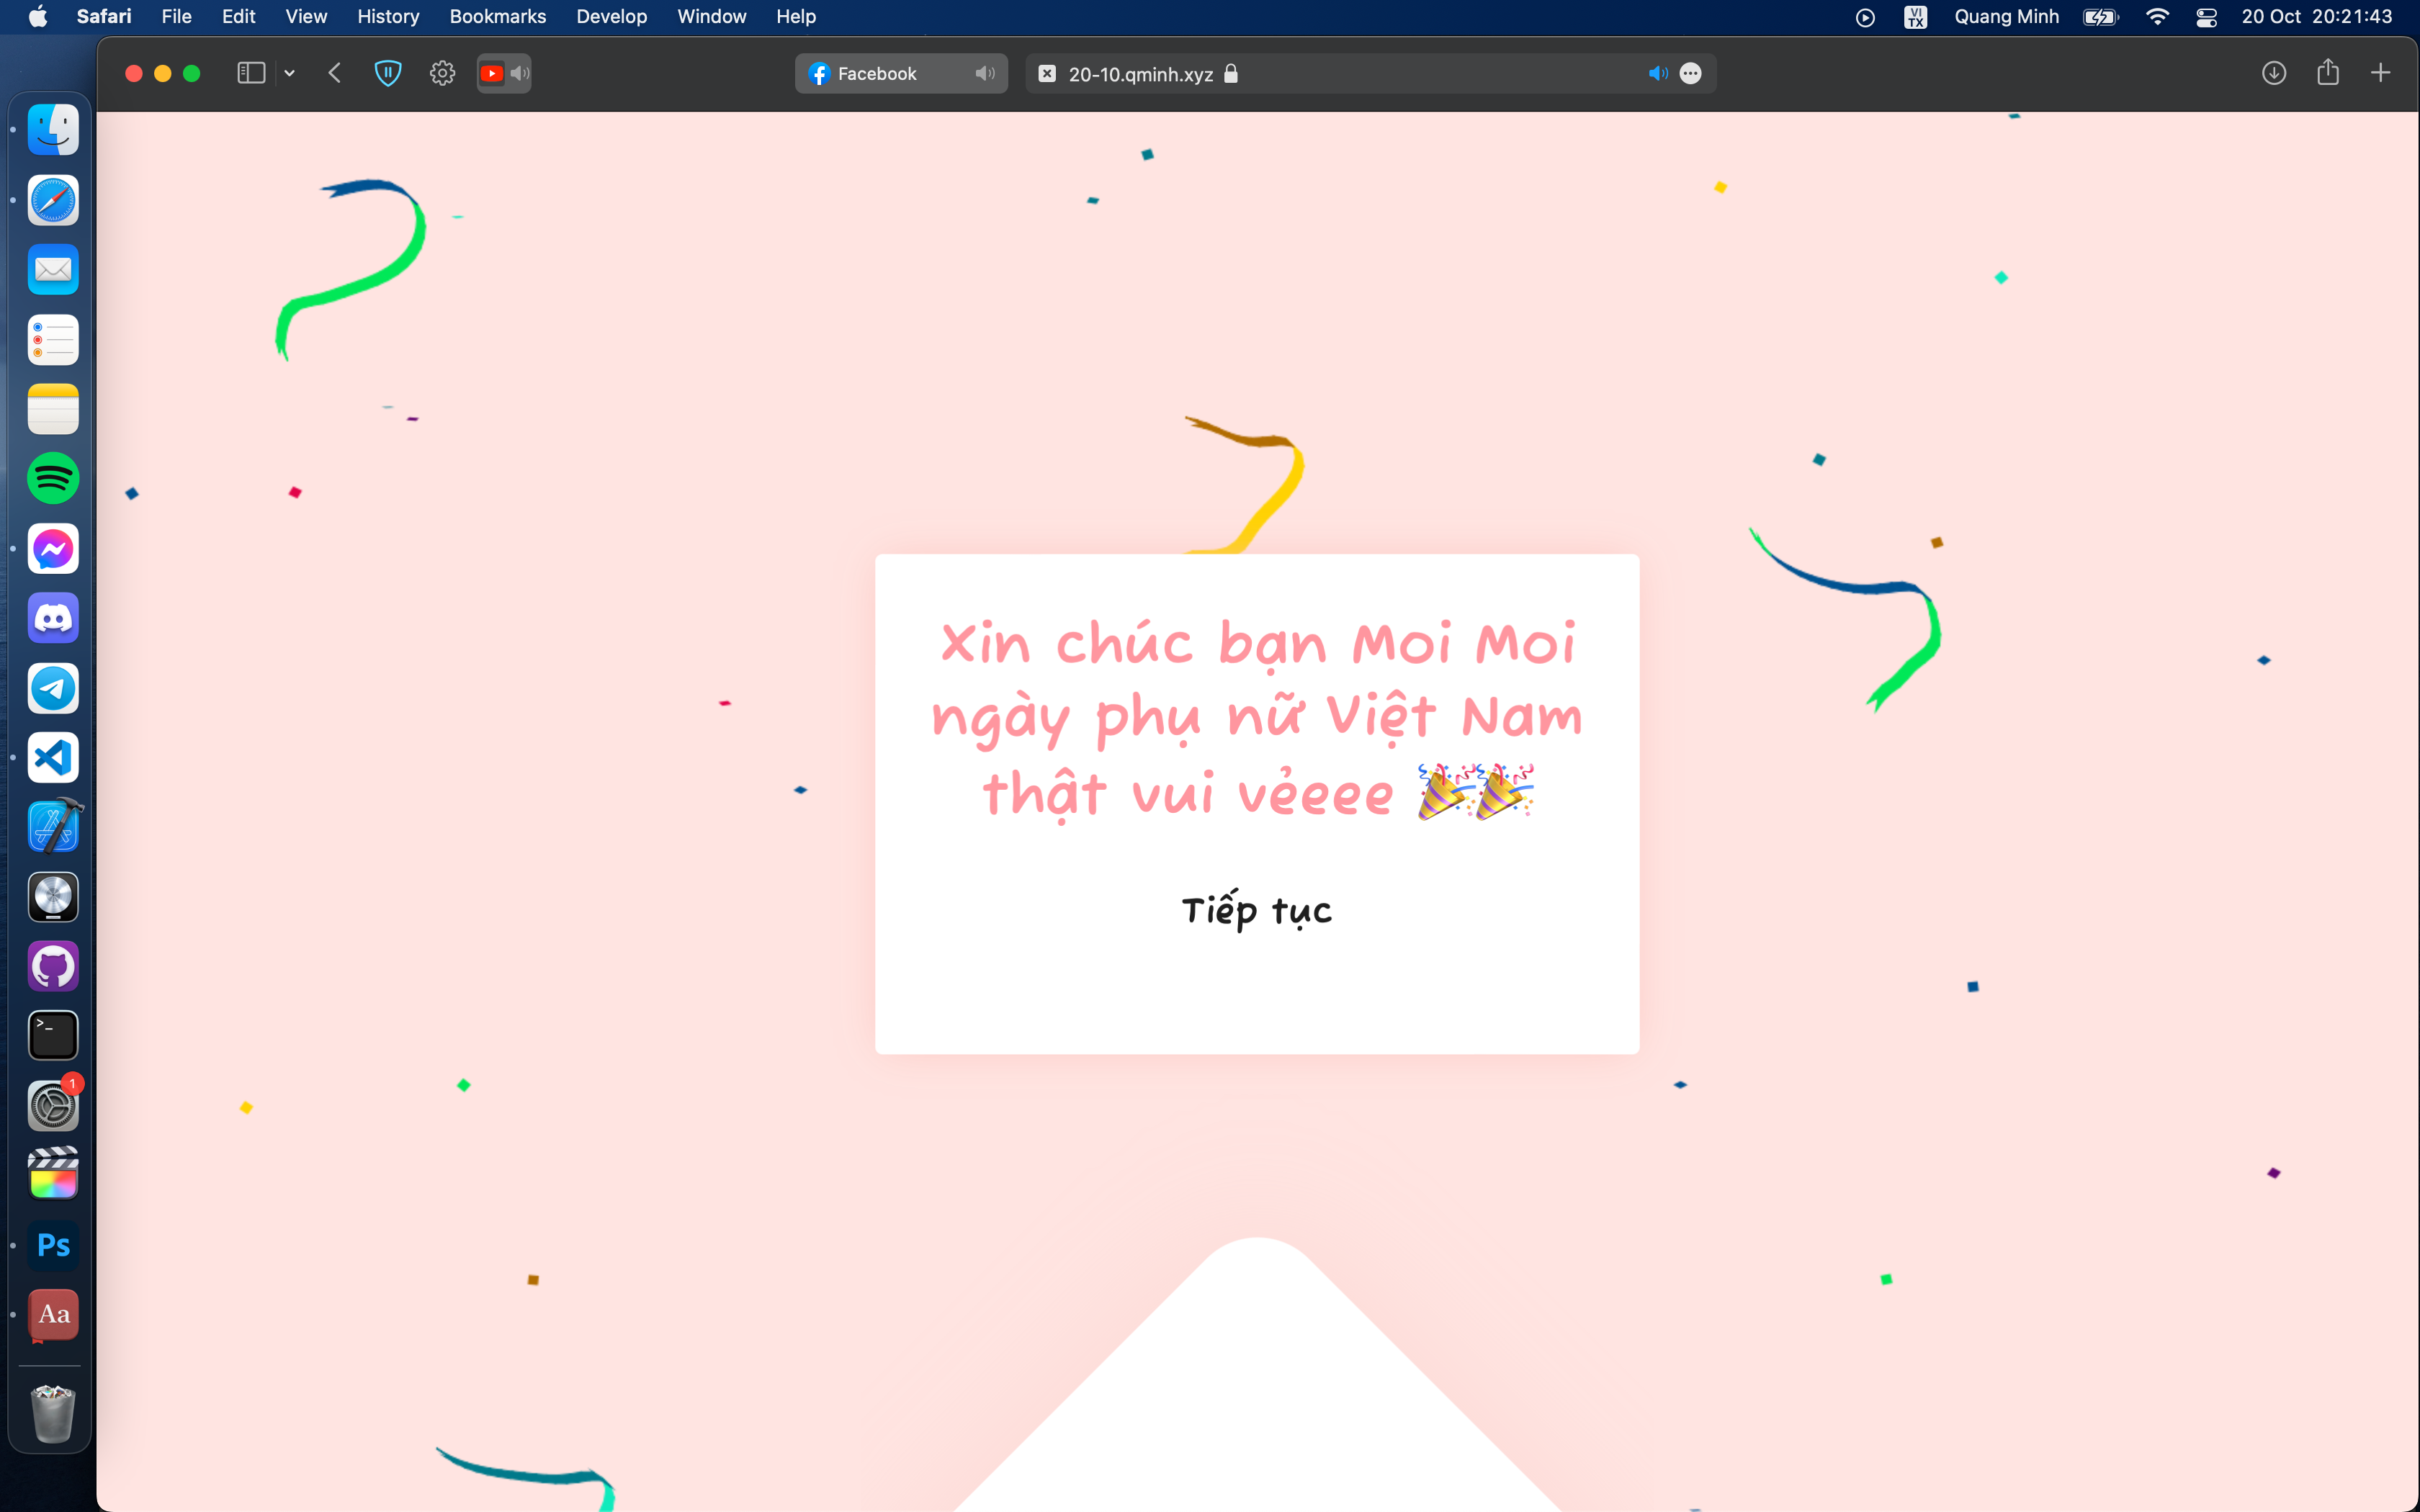 Safari File Edit View History Bookmarks Develop Window Help VI TX Quang Minh 20 Oct 20:21:43
Facebook 20-10.qminh.xyz
Xin chúc bạn Moi Moi
ngày phụ nữ Việt Nam
thật vui vẻeee 🎉🎉
Tiếp tục
>_
1
Ps
Aa